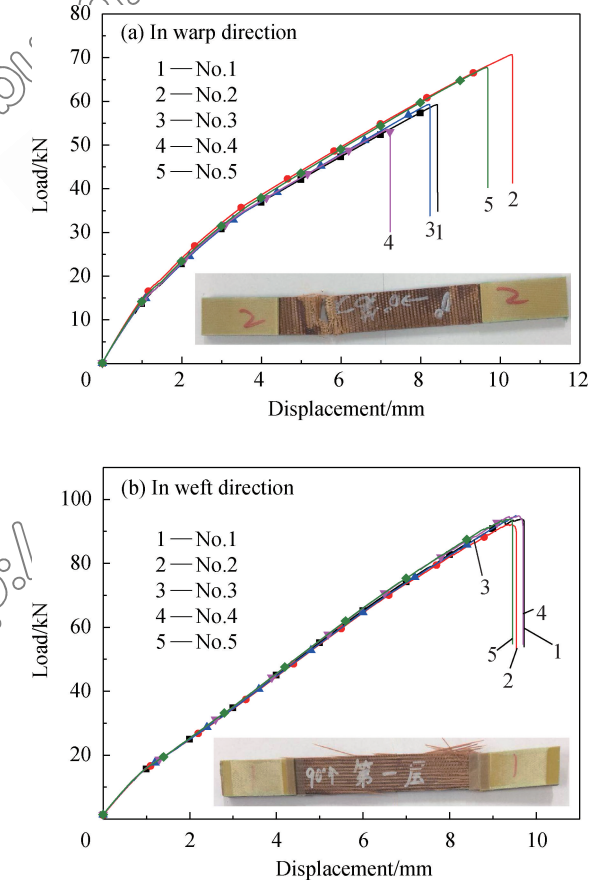 (a) In warp direction
1 — No.1
2 — No.2
3 — No.3
4 — No.4
5 — No.5
Load/kN
80
70
60
50
40
30
20
10
0
2
4
6
8
10
12
4
3
1
5
2
2
2
Displacement/mm
(b) In weft direction
1 — No.1
2 — No.2
3 — No.3
4 — No.4
5 — No.5
Load/kN
100
80
60
40
20
0
2
4
6
8
10
3
4
1
5
2
1
90°↑ 第一层
1
Displacement/mm